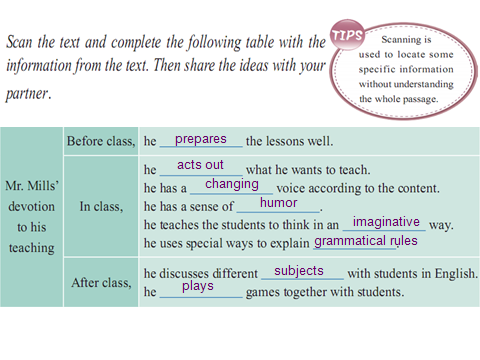 Scan the text and complete the following table with the
information from the text. Then share the ideas with your
partner.
TIPS
Scanning is
used to locate some
specific information
without understanding
the whole passage.
Mr. Mills'
devotion
to his
teaching
Before class,
he prepares the lessons well.
In class,
he acts out what he wants to teach.
he has a changing voice according to the content.
he has a sense of humor.
he teaches the students to think in an imaginative way.
he uses special ways to explain grammatical rules.
After class,
he discusses different subjects with students in English.
he plays games together with students.